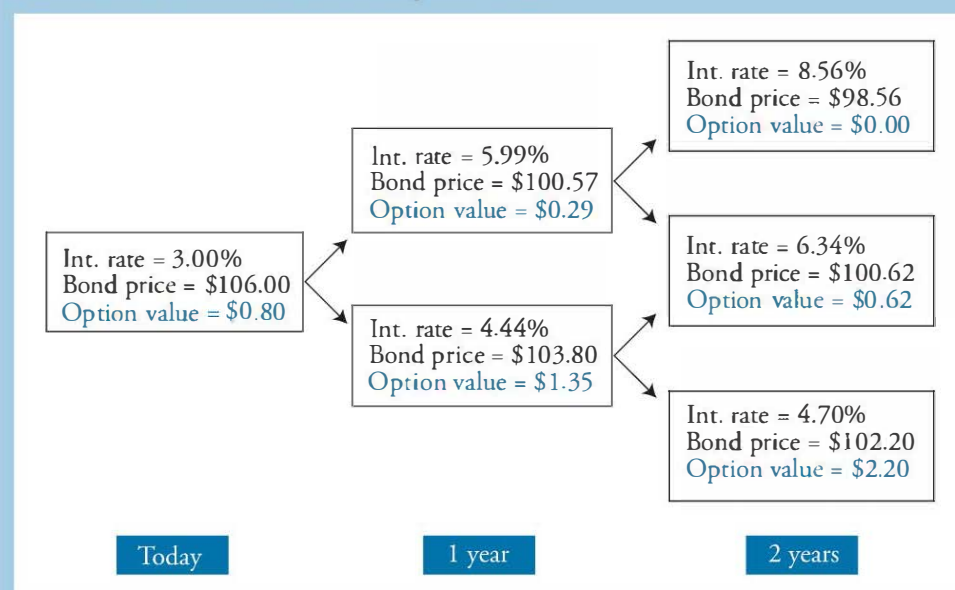 Int. rate = 8.56%
Bond price = $98.56
Option value = $0.00
Int. rate = 5.99%
Bond price = $100.57
Option value = $0.29
Int. rate = 6.34%
Bond price = $100.62
Option value = $0.62
Int. rate = 3.00%
Bond price = $106.00
Option value = $0.80
Int. rate = 4.44%
Bond price = $103.80
Option value = $1.35
Int. rate = 4.70%
Bond price = $102.20
Option value = $2.20
Today
1 year
2 years